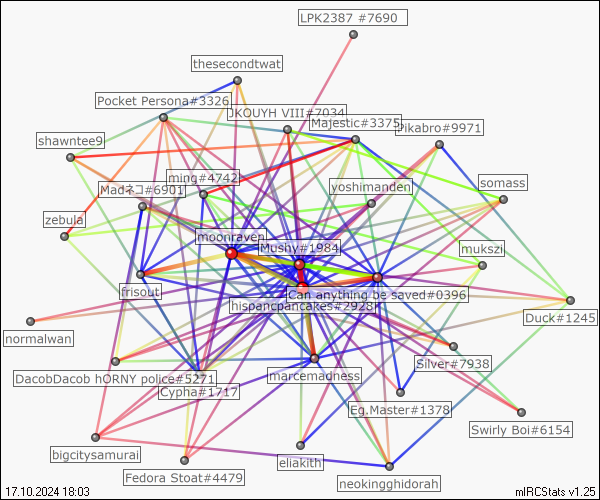 LPK2387 #7690
thesecondtwat
Pocket Persona#3326
JKOUYH VIII#7034
Majestic#3375
Pikabro#9971
shawntee9
ming#4742
yoshimanden
Madネコ#6901
somass
zebula
moonraven
Mushy#1984
mukszi
frisout
Can anything be saved#0396
hispancpancakes#2928
Duck#1245
normalwan
Silver#7938
DacobDacob hORNY police#5271
marcemadness
Cypha#1717
Eg.Master#1378
Swirly Boi#6154
bigcitysamurai
eliakith
Fedora Stoat#4479
neokingghidorah
17.10.2024 18:03
mIRCStats v1.25